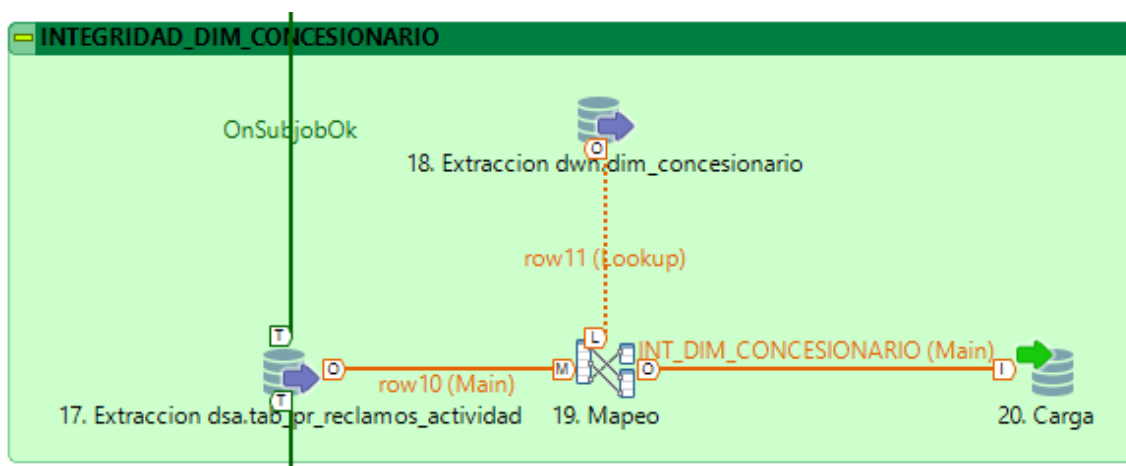 INTEGRIDAD_DIM_CONCESIONARIO
OnSubjobOk
O
18. Extraccion dwh.dim_concesionario
row11 (Lookup)
T
L
O
M
O
I
INT_DIM_CONCESIONARIO (Main)
row10 (Main)
T
17. Extraccion dsa.tab_pr_reclamos_actividad
19. Mapeo
20. Carga